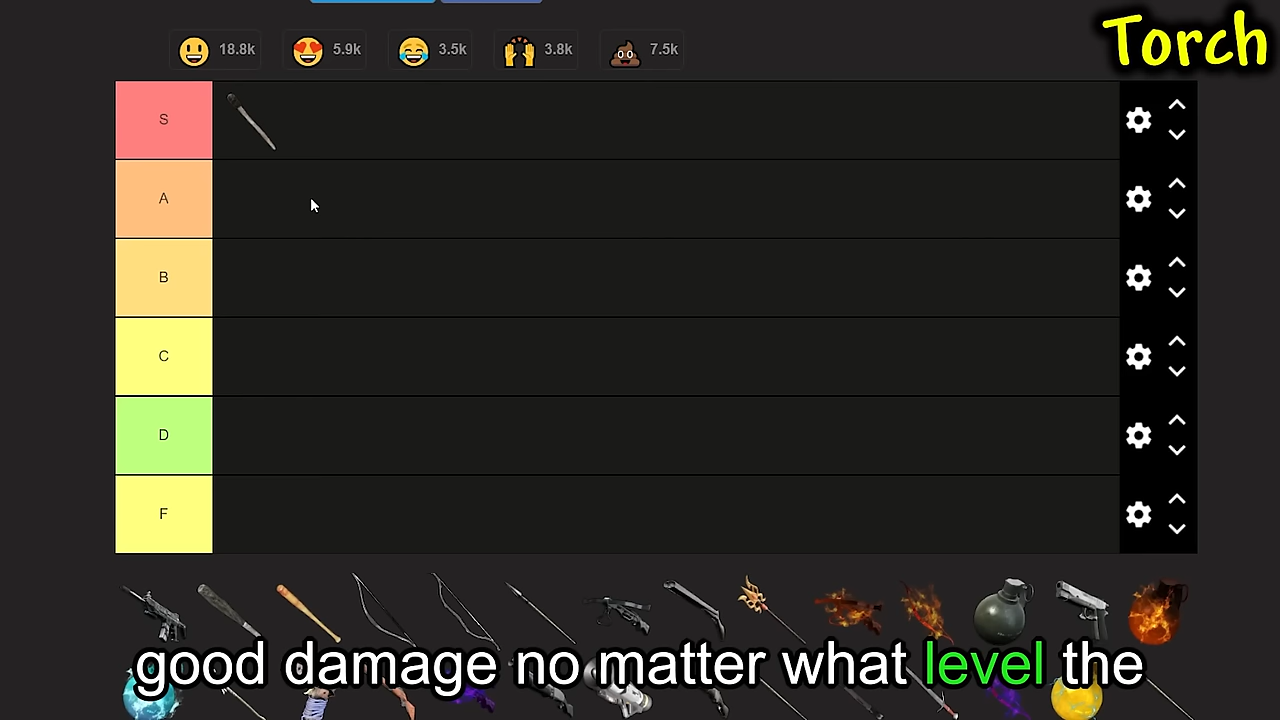 Torch
18.8k 5.9k 3.5k 3.8k 7.5k
S
A
B
C
D
F
good damage no matter what level the